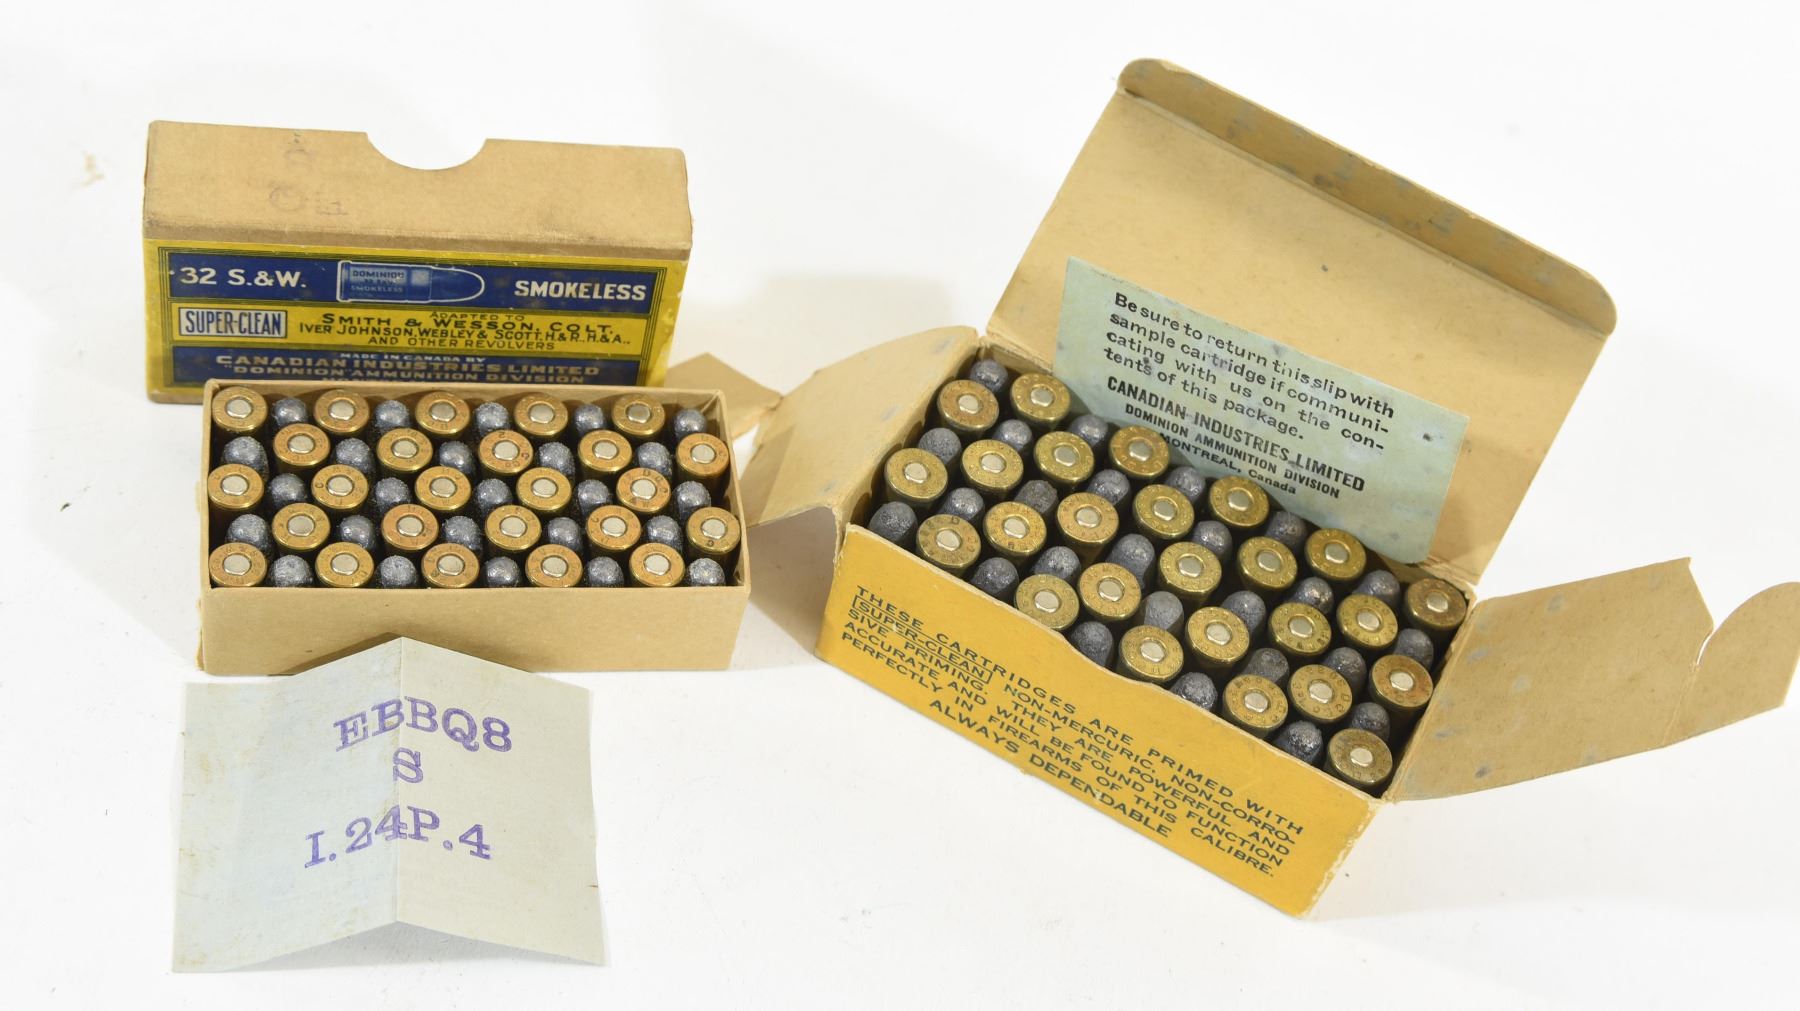 32 S.&W.
DOMINION
SMOKELESS
SMOKELESS
SUPER-CLEAN
ADAPTED TO
SMITH & WESSON, COLT,
IVER JOHNSON, WEBLEY & SCOTT, H.& R., H.& A.,
AND OTHER REVOLVERS
MADE IN CANADA BY
CANADIAN INDUSTRIES LIMITED
"DOMINION" AMMUNITION DIVISION
EBBQ8
S
I.24P.4
Be sure to return this slip with
sample cartridge if communi-
cating with us on the con-
tents of this package.
CANADIAN INDUSTRIES LIMITED
DOMINION AMMUNITION DIVISION
MONTREAL, Canada
THESE CARTRIDGES ARE PRIMED WITH
SUPER-CLEAN NON-MERCURIC, NON-CORRO-
SIVE PRIMING. THEY ARE POWERFUL AND
ACCURATE AND WILL BE FOUND TO FUNCTION
PERFECTLY IN FIREARMS OF THIS CALIBRE.
ALWAYS DEPENDABLE